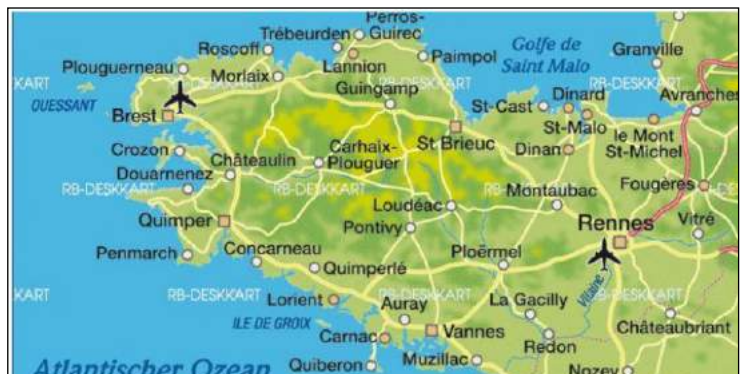 Perros-
Guirec
Trébeurden
Roscoff
Golfe de
Saint Malo
Granville
Plouguerneau
Morlaix
Lannion
Paimpol
RB-DESKKART
OUESSANT
Guingamp
St-Cast
Dinard
Avranches
Brest
St Brieuc
St-Malo
le Mont
St-Michel
Crozon
Châteaulin
Carhaix-
Plouguer
Dinan
Douarnenez
RB-DESKKART
RB-DESKKART
Fougères
Loudéac
Montaubac
Quimper
Pontivy
Rennes
Vitré
Penmarch
Concarneau
Quimperlé
Ploërmel
KART
RB-DESKKART
RB-DESKKART
RB-DESKKART
Lorient
Auray
La Gacilly
Vilaine
Châteaubriant
ILE DE GROIX
Carnac
Vannes
Redon
Atlantischer Ozean
Quiberon
Muzillac
Nozey